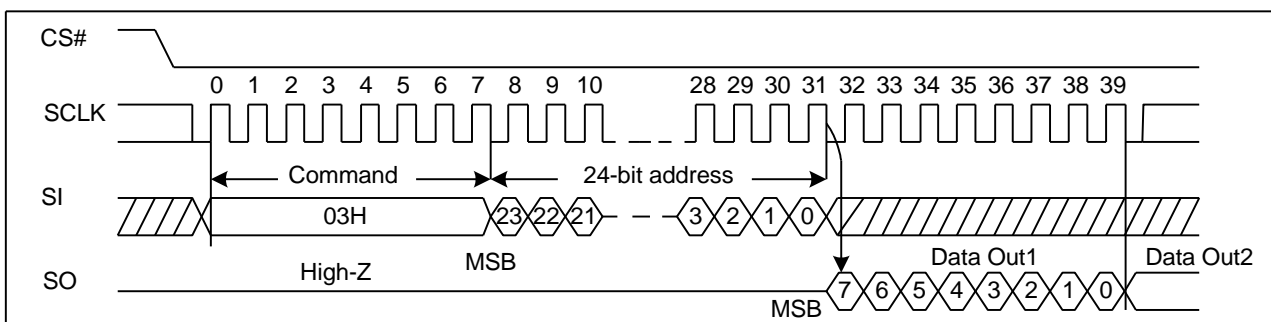 CS#
0 1 2 3 4 5 6 7 8 9 10 28 29 30 31 32 33 34 35 36 37 38 39
SCLK
Command 24-bit address
SI
03H 23 22 21 3 2 1 0
High-Z MSB Data Out1 Data Out2
SO
MSB 7 6 5 4 3 2 1 0